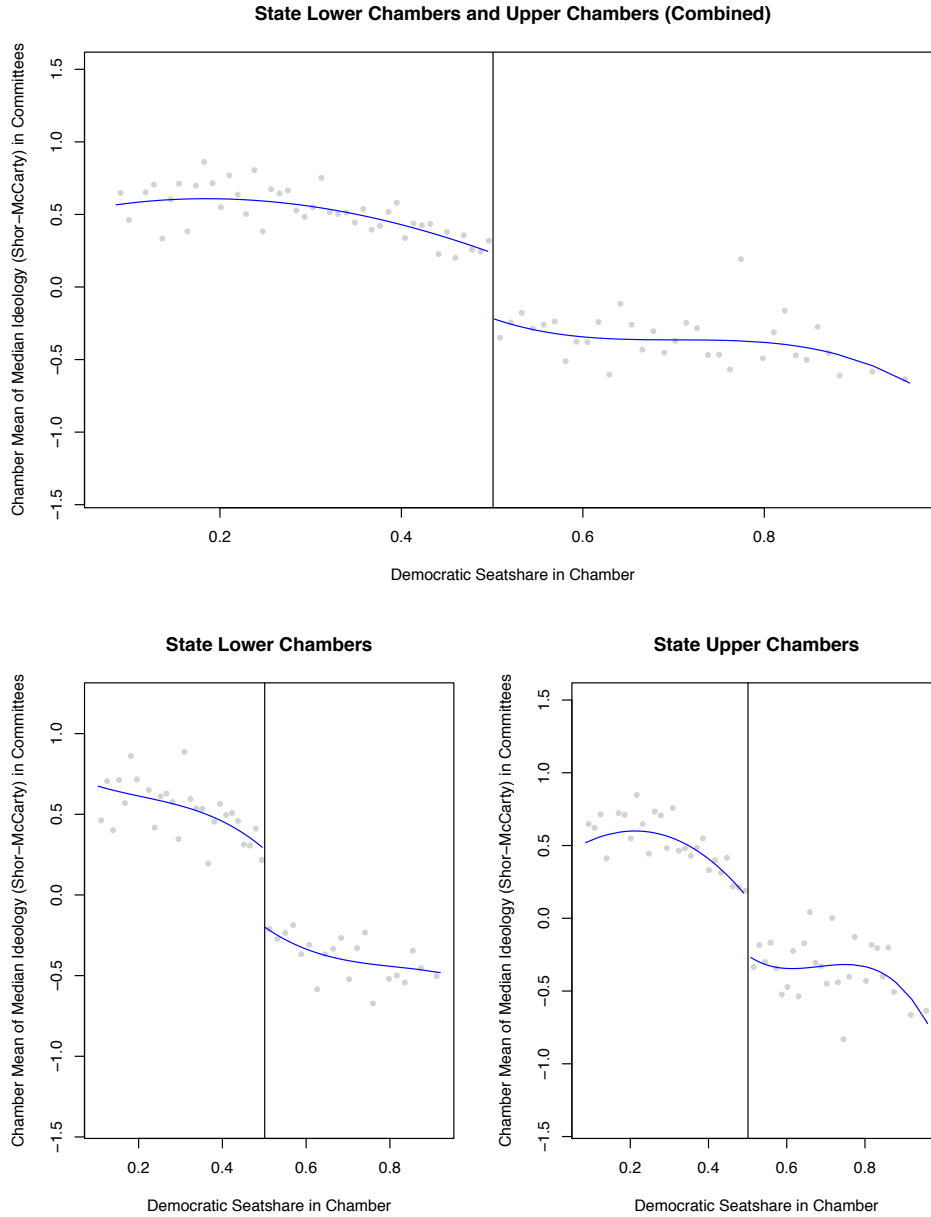 State Lower Chambers and Upper Chambers (Combined)
Chamber Mean of Median Ideology (Shor−McCarty) in Committees
1.5
1.0
0.5
0.0
−0.5
−1.0
−1.5
0.2 0.4 0.6 0.8
Democratic Seatshare in Chamber
State Lower Chambers
Chamber Mean of Median Ideology (Shor−McCarty) in Committees
1.0
0.5
0.0
−0.5
−1.0
−1.5
0.2 0.4 0.6 0.8
Democratic Seatshare in Chamber
State Upper Chambers
Chamber Mean of Median Ideology (Shor−McCarty) in Committees
1.5
1.0
0.5
0.0
−0.5
−1.0
−1.5
0.2 0.4 0.6 0.8
Democratic Seatshare in Chamber